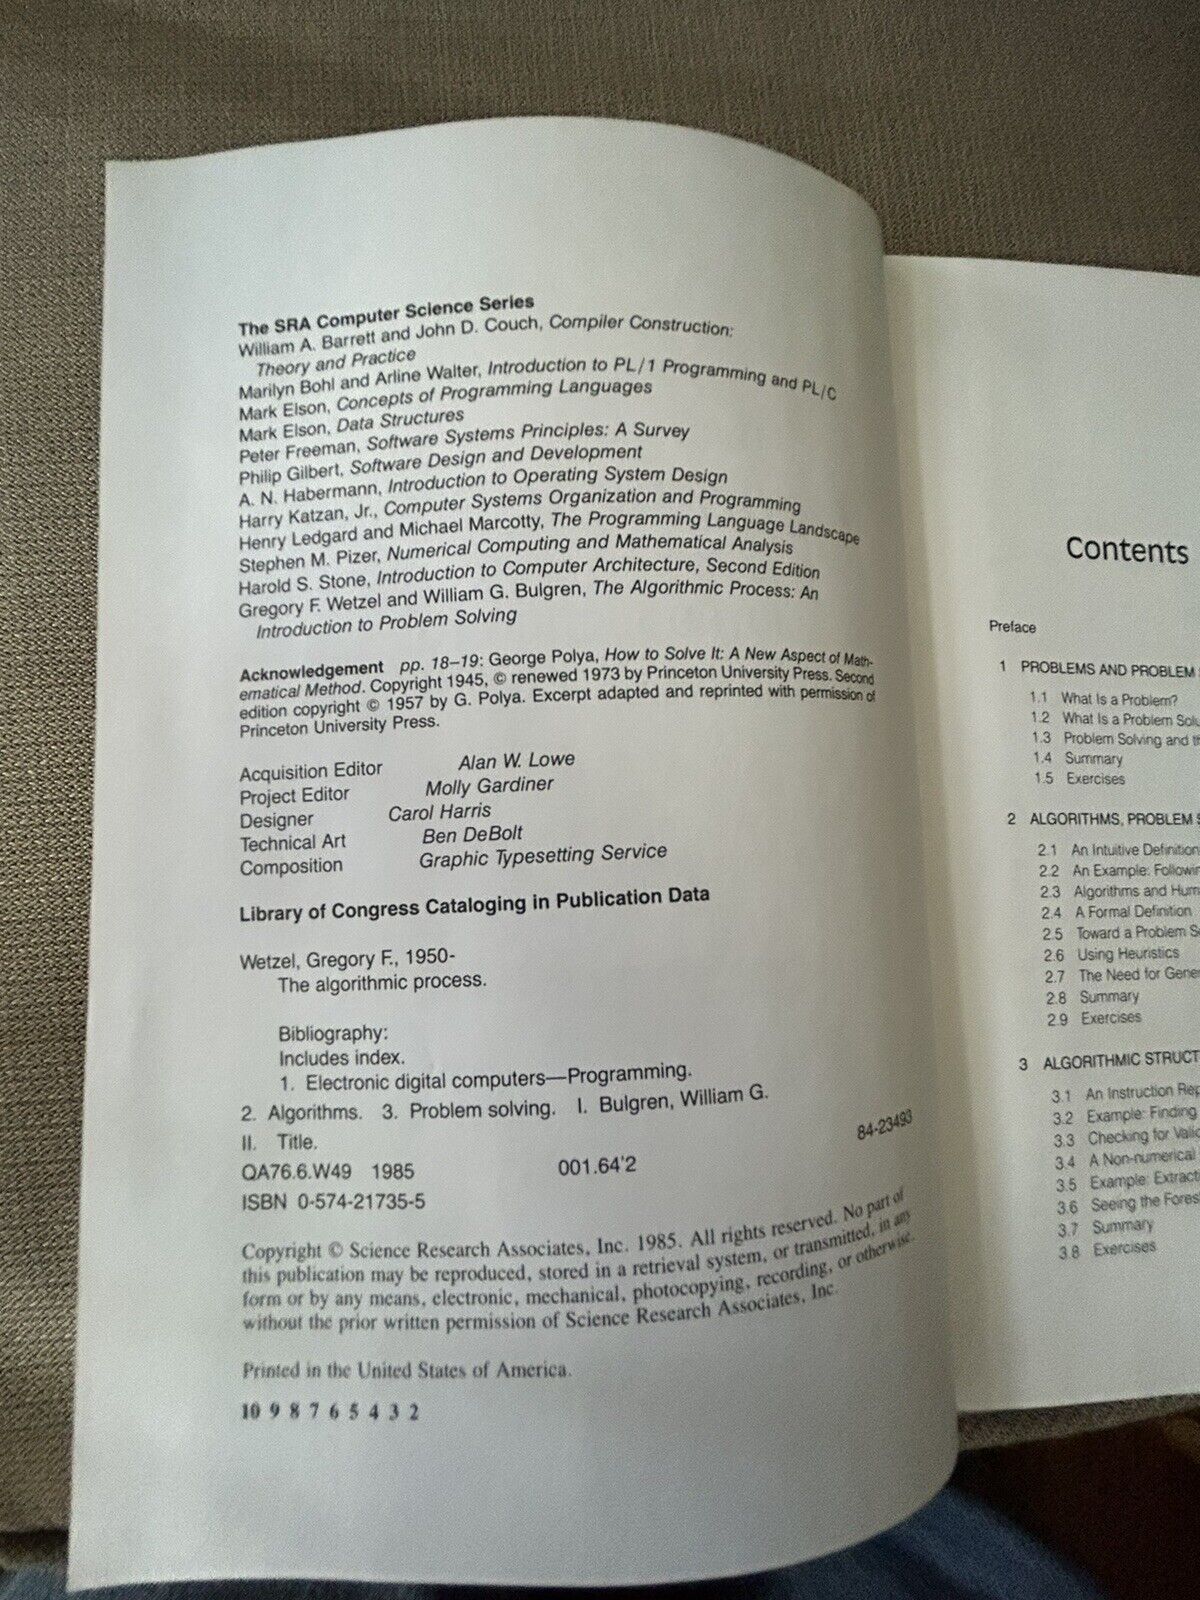 The SRA Computer Science Series
William A. Barrett and John D. Couch, Compiler Construction:
Theory and Practice
Marilyn Bohl and Arline Walter, Introduction to PL/1 Programming and PL/C
Mark Elson, Concepts of Programming Languages
Mark Elson, Data Structures
Peter Freeman, Software Systems Principles: A Survey
Philip Gilbert, Software Design and Development
A. N. Habermann, Introduction to Operating System Design
Harry Katzan, Jr., Computer Systems Organization and Programming
Henry Ledgard and Michael Marcotty, The Programming Language Landscape
Stephen M. Pizer, Numerical Computing and Mathematical Analysis
Harold S. Stone, Introduction to Computer Architecture, Second Edition
Gregory F. Wetzel and William G. Bulgren, The Algorithmic Process: An
Introduction to Problem Solving
Acknowledgement pp. 18–19: George Polya, How to Solve It: A New Aspect of Math-
ematical Method. Copyright 1945, © renewed 1973 by Princeton University Press. Second
edition copyright © 1957 by G. Polya. Excerpt adapted and reprinted with permission of
Princeton University Press.
Acquisition Editor Alan W. Lowe
Project Editor Molly Gardiner
Designer Carol Harris
Technical Art Ben DeBolt
Composition Graphic Typesetting Service
Library of Congress Cataloging in Publication Data
Wetzel, Gregory F., 1950-
The algorithmic process.
Bibliography:
Includes index.
1. Electronic digital computers—Programming.
2. Algorithms. 3. Problem solving. I. Bulgren, William G.
II. Title.
QA76.6.W49 1985 001.64'2 84-23493
ISBN 0-574-21735-5
Copyright © Science Research Associates, Inc. 1985. All rights reserved. No part of
this publication may be reproduced, stored in a retrieval system, or transmitted, in any
form or by any means, electronic, mechanical, photocopying, recording, or otherwise,
without the prior written permission of Science Research Associates, Inc.
Printed in the United States of America.
10 9 8 7 6 5 4 3 2
Contents
Preface
1 PROBLEMS AND PROBLEM
1.1 What Is a Problem?
1.2 What Is a Problem
1.3 Problem Solving and
1.4 Summary
1.5 Exercises
2 ALGORITHMS, PROBLEM
2.1 An Intuitive Definition
2.2 An Example:
2.3 Algorithms and
2.4 A Formal Definition
2.5 Toward a Problem
2.6 Using Heuristics
2.7 The Need for
2.8 Summary
2.9 Exercises
3 ALGORITHMIC
3.1 An Instruction
3.2 Example: Finding
3.3 Checking for
3.4 A Non-numerical
3.5 Example:
3.6 Seeing the
3.7 Summary
3.8 Exercises